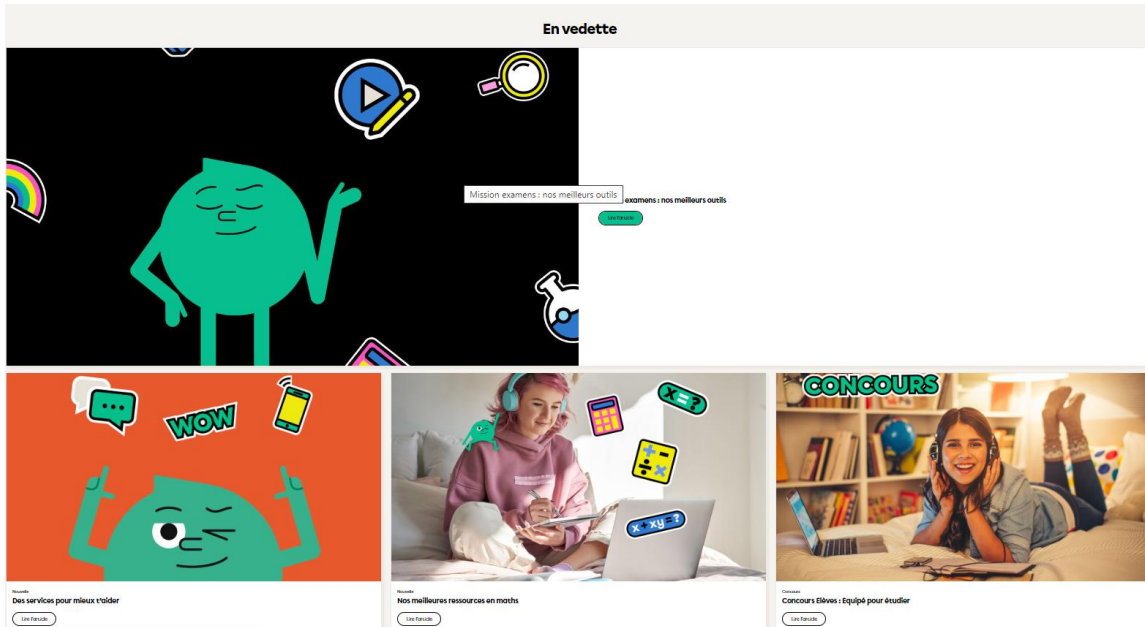 En vedette
Mission examens : nos meilleurs outils
examens : nos meilleurs outils
Lire l'article
WOW
X=?
+ -
÷ x
x + xy = ?
CONCOURS
Nouvelle
Des services pour mieux t'aider
Lire l'article
Nouvelle
Nos meilleures ressources en maths
Lire l'article
Concours
Concours Elèves : Equipé pour étudier
Lire l'article